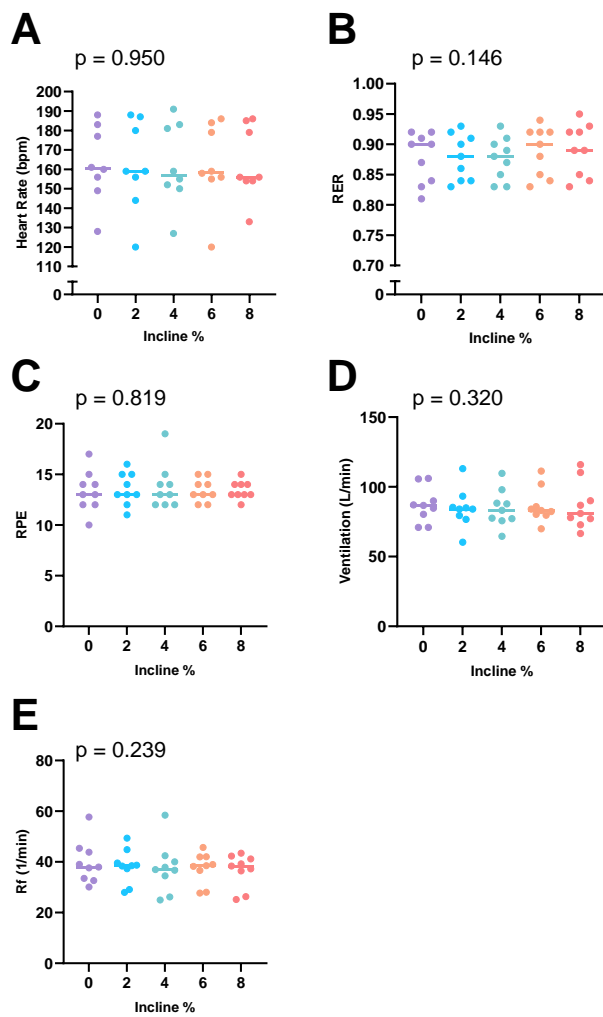 A
p = 0.950
Heart Rate (bpm)
200
190
180
170
160
150
140
130
120
110
0
0 2 4 6 8
Incline %
B
p = 0.146
RER
1.00
0.95
0.90
0.85
0.80
0.75
0.70
0.00
0 2 4 6 8
Incline %
C
p = 0.819
RPE
20
15
10
5
0
0 2 4 6 8
Incline %
D
p = 0.320
Ventilation (L/min)
150
100
50
0
0 2 4 6 8
Incline %
E
p = 0.239
Rf (1/min)
80
60
40
20
0
0 2 4 6 8
Incline %